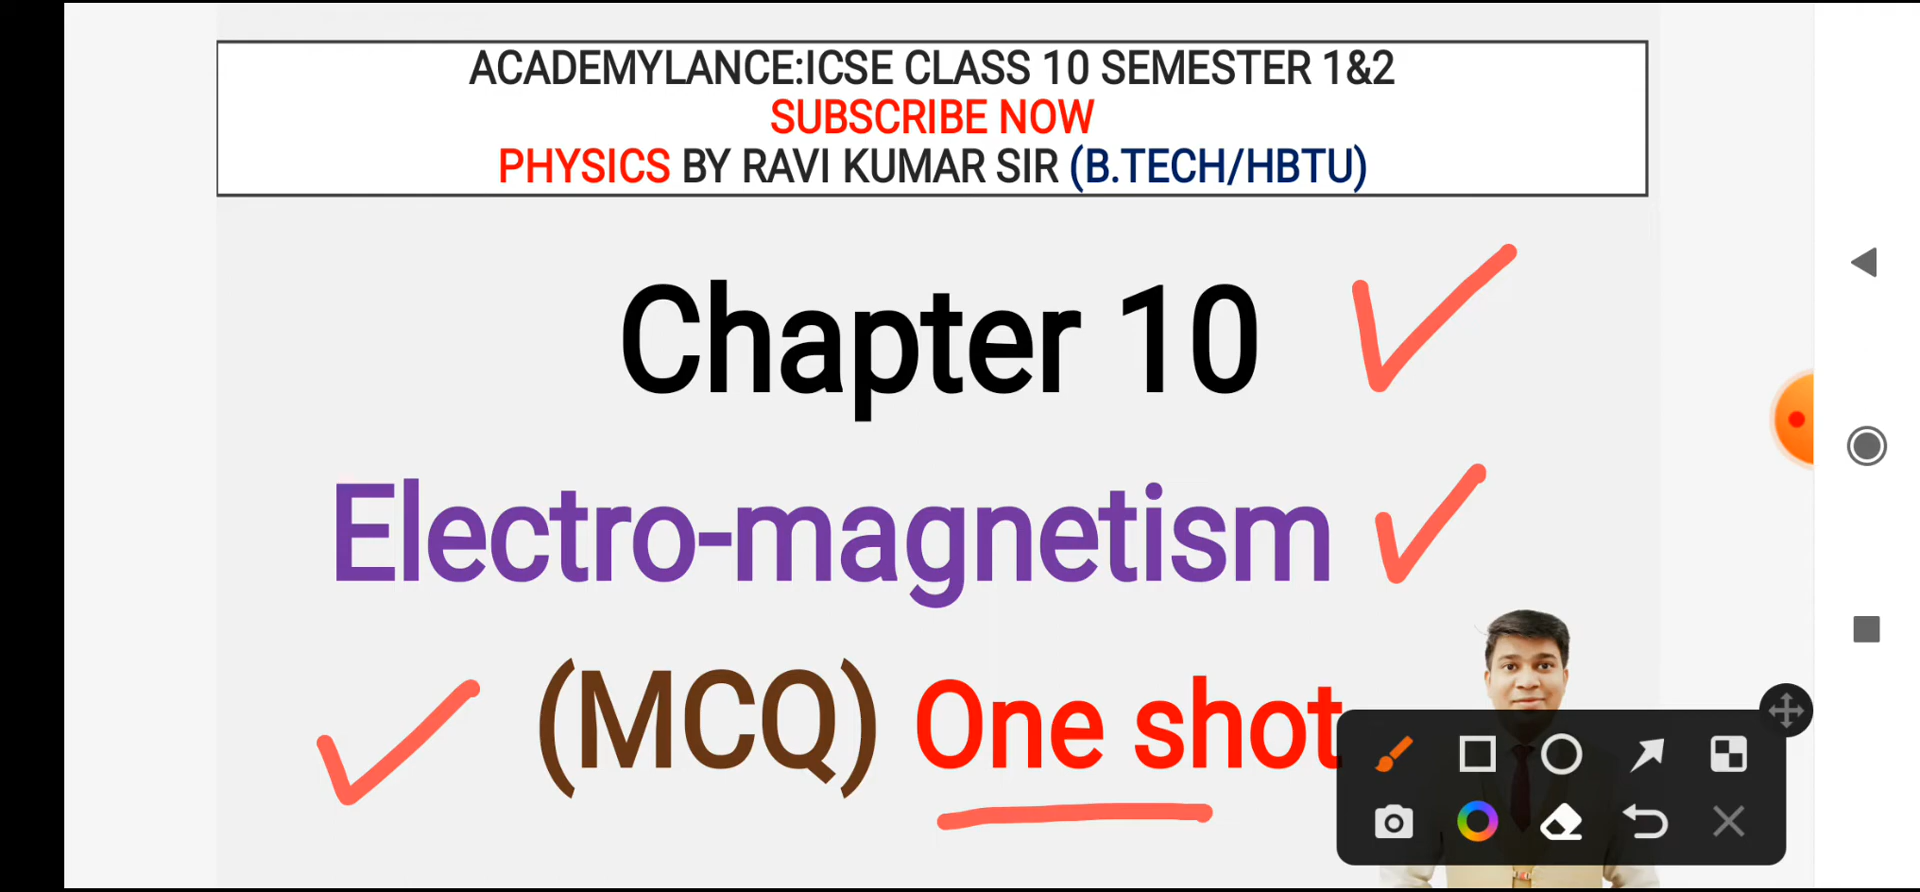 ACADEMYLANCE:ICSE CLASS 10 SEMESTER 1&2
SUBSCRIBE NOW
PHYSICS BY RAVI KUMAR SIR (B.TECH/HBTU)
Chapter 10
Electro-magnetism
(MCQ) One shot